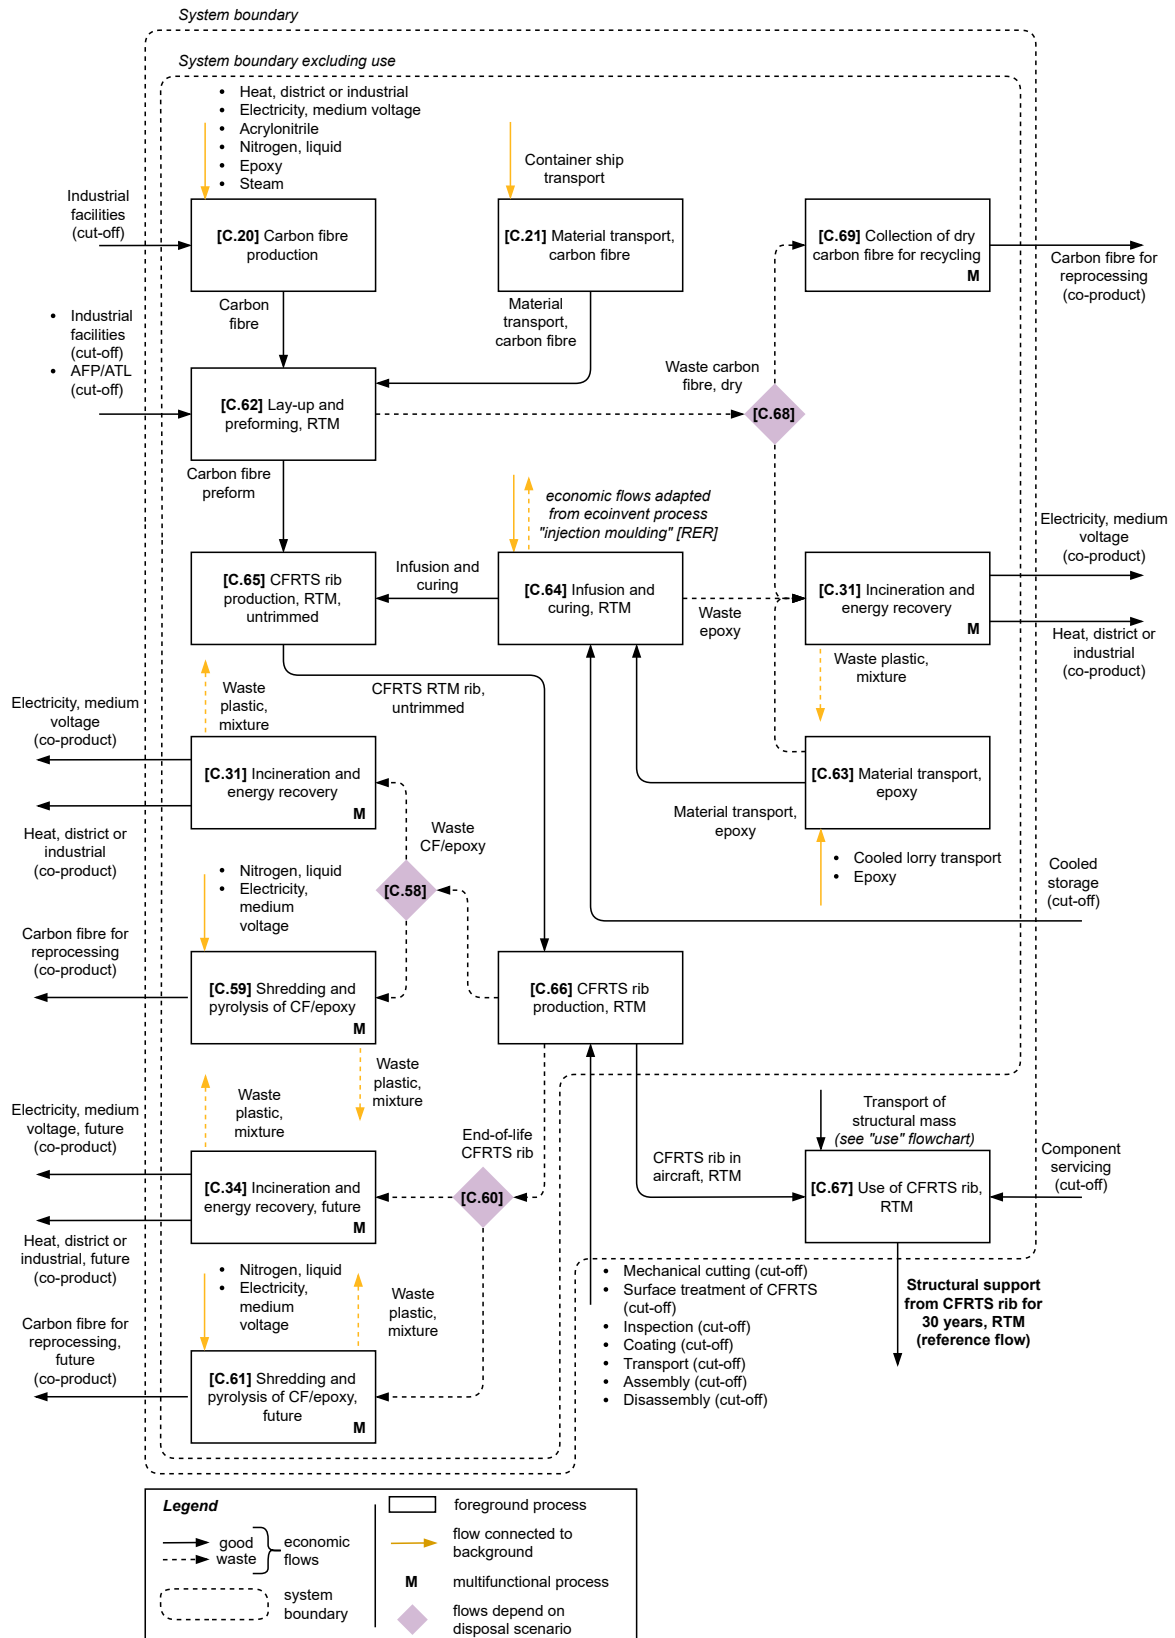 System boundary
System boundary excluding use
• Heat, district or industrial
• Electricity, medium voltage
• Acrylonitrile
• Nitrogen, liquid
• Epoxy
• Steam
Container ship
transport
Industrial
facilities
(cut-off)
[C.20] Carbon fibre
production
[C.21] Material transport,
carbon fibre
[C.69] Collection of dry
carbon fibre for recycling
M
Carbon fibre for
reprocessing
(co-product)
Carbon
fibre
Material
transport,
carbon fibre
• Industrial
facilities
(cut-off)
• AFP/ATL
(cut-off)
Waste carbon
fibre, dry
[C.62] Lay-up and
preforming, RTM
[C.68]
Carbon fibre
preform
economic flows adapted
from ecoinvent process
"injection moulding" [RER]
Electricity, medium
voltage
(co-product)
[C.65] CFRTS rib
production, RTM,
untrimmed
Infusion and
curing
[C.64] Infusion and
curing, RTM
Waste
epoxy
[C.31] Incineration and
energy recovery
M
Heat, district or
industrial
(co-product)
Waste plastic,
mixture
Waste
plastic,
mixture
CFRTS RTM rib,
untrimmed
Electricity, medium
voltage
(co-product)
[C.31] Incineration and
energy recovery
M
[C.63] Material transport,
epoxy
Material transport,
epoxy
Heat, district or
industrial
(co-product)
Waste
CF/epoxy
• Cooled lorry transport
• Epoxy
Cooled
storage
(cut-off)
• Nitrogen, liquid
• Electricity,
medium
voltage
[C.58]
Carbon fibre for
reprocessing
(co-product)
[C.59] Shredding and
pyrolysis of CF/epoxy
M
[C.66] CFRTS rib
production, RTM
Waste
plastic,
mixture
Waste
plastic,
mixture
Electricity, medium
voltage, future
(co-product)
End-of-life
CFRTS rib
Transport of
structural mass
(see "use" flowchart)
CFRTS rib in
aircraft, RTM
Component
servicing
(cut-off)
[C.34] Incineration and
energy recovery, future
M
[C.60]
[C.67] Use of CFRTS rib,
RTM
Heat, district or
industrial, future
(co-product)
• Nitrogen, liquid
• Electricity,
medium
voltage
Waste
plastic,
mixture
• Mechanical cutting (cut-off)
• Surface treatment of CFRTS
(cut-off)
• Inspection (cut-off)
• Coating (cut-off)
• Transport (cut-off)
• Assembly (cut-off)
• Disassembly (cut-off)
Structural support
from CFRTS rib for
30 years, RTM
(reference flow)
Carbon fibre for
reprocessing,
future
(co-product)
[C.61] Shredding and
pyrolysis of CF/epoxy,
future
M
Legend
good
waste
economic
flows
system
boundary
foreground process
flow connected to
background
M multifunctional process
flows depend on
disposal scenario